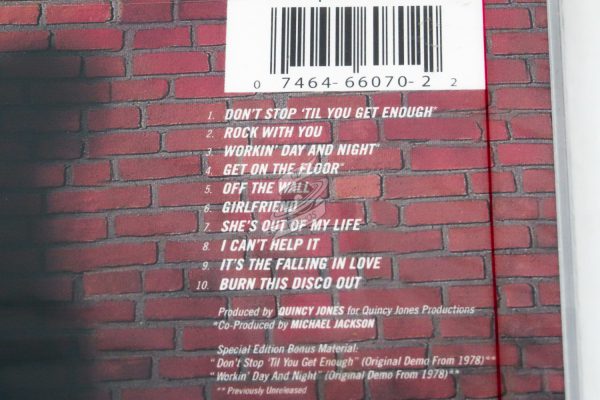 0 7464-66070-2 2
1. DON'T STOP 'TIL YOU GET ENOUGH*
2. ROCK WITH YOU
3. WORKIN' DAY AND NIGHT*
4. GET ON THE FLOOR*
5. OFF THE WALL
6. GIRLFRIEND
7. SHE'S OUT OF MY LIFE
8. I CAN'T HELP IT
9. IT'S THE FALLING IN LOVE
10. BURN THIS DISCO OUT
Produced by QUINCY JONES for Quincy Jones Productions
*Co-Produced by MICHAEL JACKSON
Special Edition Bonus Material:
"Don't Stop 'Til You Get Enough" (Original Demo From 1978)**
"Workin' Day And Night" (Original Demo From 1978)**
**Previously Unreleased